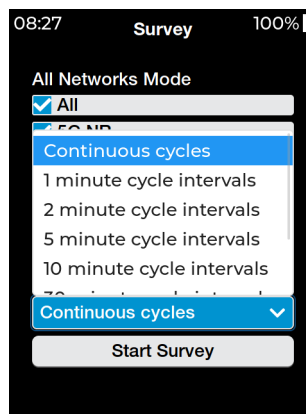 08:27 Survey 100%
All Networks Mode
All
5G NR
Continuous cycles
1 minute cycle intervals
2 minute cycle intervals
5 minute cycle intervals
10 minute cycle intervals
Continuous cycles
Start Survey